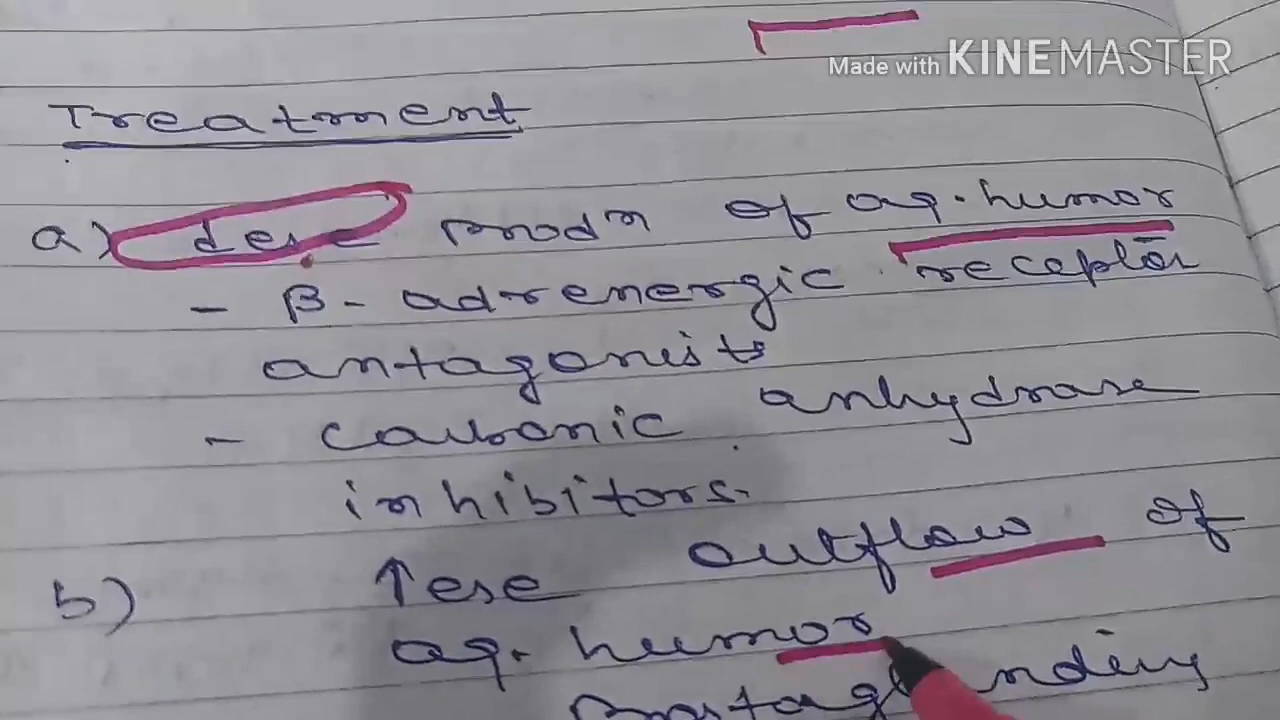 Made with KINEMASTER
Treatment
a) dese prodn of aq. humor
- β-adrenergic receptor
antagonists
- carbonic anhydrase
inhibitors.
b) ↑ese outflow of
aq. humor